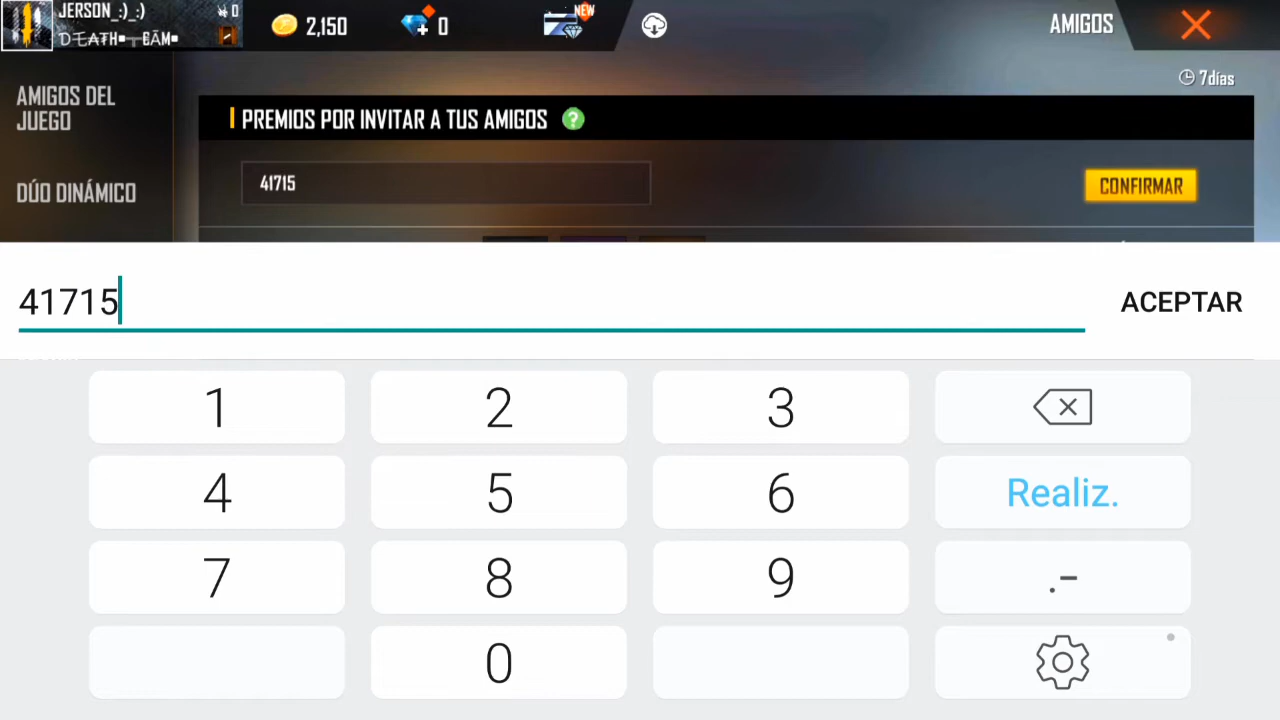 JERSON_:)_:)
0
2,150
0
NEW
AMIGOS
AMIGOS DEL
JUEGO
7días
PREMIOS POR INVITAR A TUS AMIGOS ?
DÚO DINÁMICO
41715
CONFIRMAR
41715
ACEPTAR
1 2 3
4 5 6 Realiz.
7 8 9 .-
0